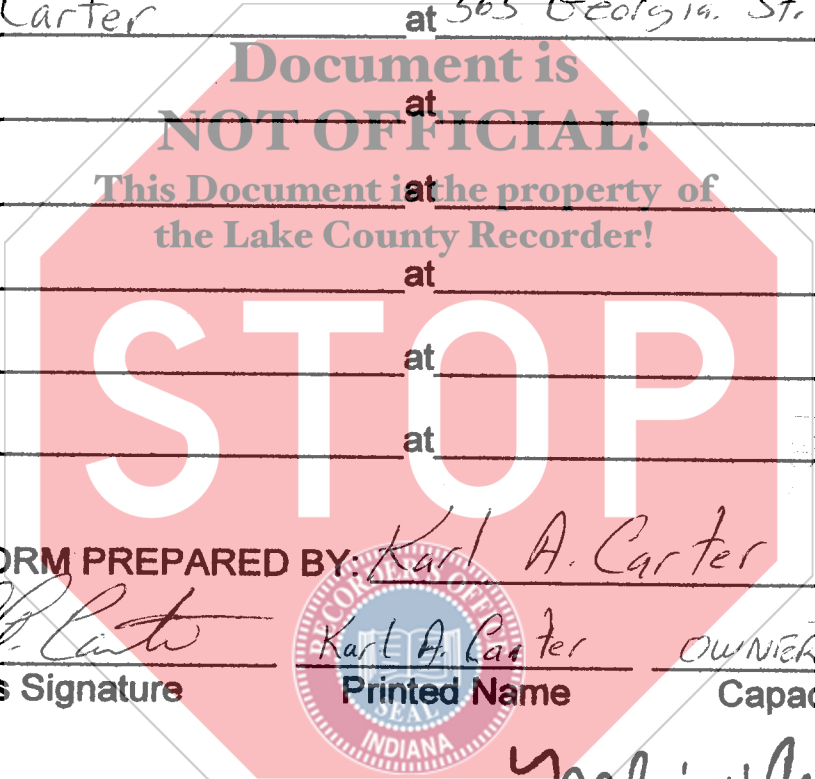 Carter at 565 Georgia. St.
Document is
at
NOT OFFICIAL!
This Document is the property of
at
the Lake County Recorder!
at
STOP
at
at
ORM PREPARED BY: Karl A. Carter
Karl A. Carter OWNER
s Signature Printed Name Capac
RECORDER'S OFFICE
SEAL
INDIANA